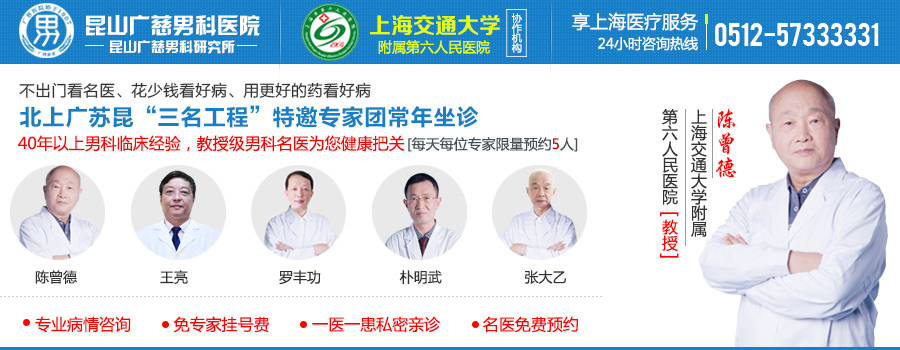 昆山广慈男科医院
昆山广慈男科研究所
男
上海交通大学
附属第六人民医院
协作机构
享上海医疗服务
24小时咨询热线
0512-57333331
不出门看名医、花少钱看好病、用更好的药看好病
北上广苏昆“三名工程”特邀专家团常年坐诊
40年以上男科临床经验，教授级男科名医为您健康把关 [每天每位专家限量预约5人]
陈曾德
王亮
罗丰功
朴明武
张大乙
专业病情咨询
免专家挂号费
一医一患私密亲诊
名医免费预约
陈曾德
上海交通大学附属
第六人民医院 [教授]